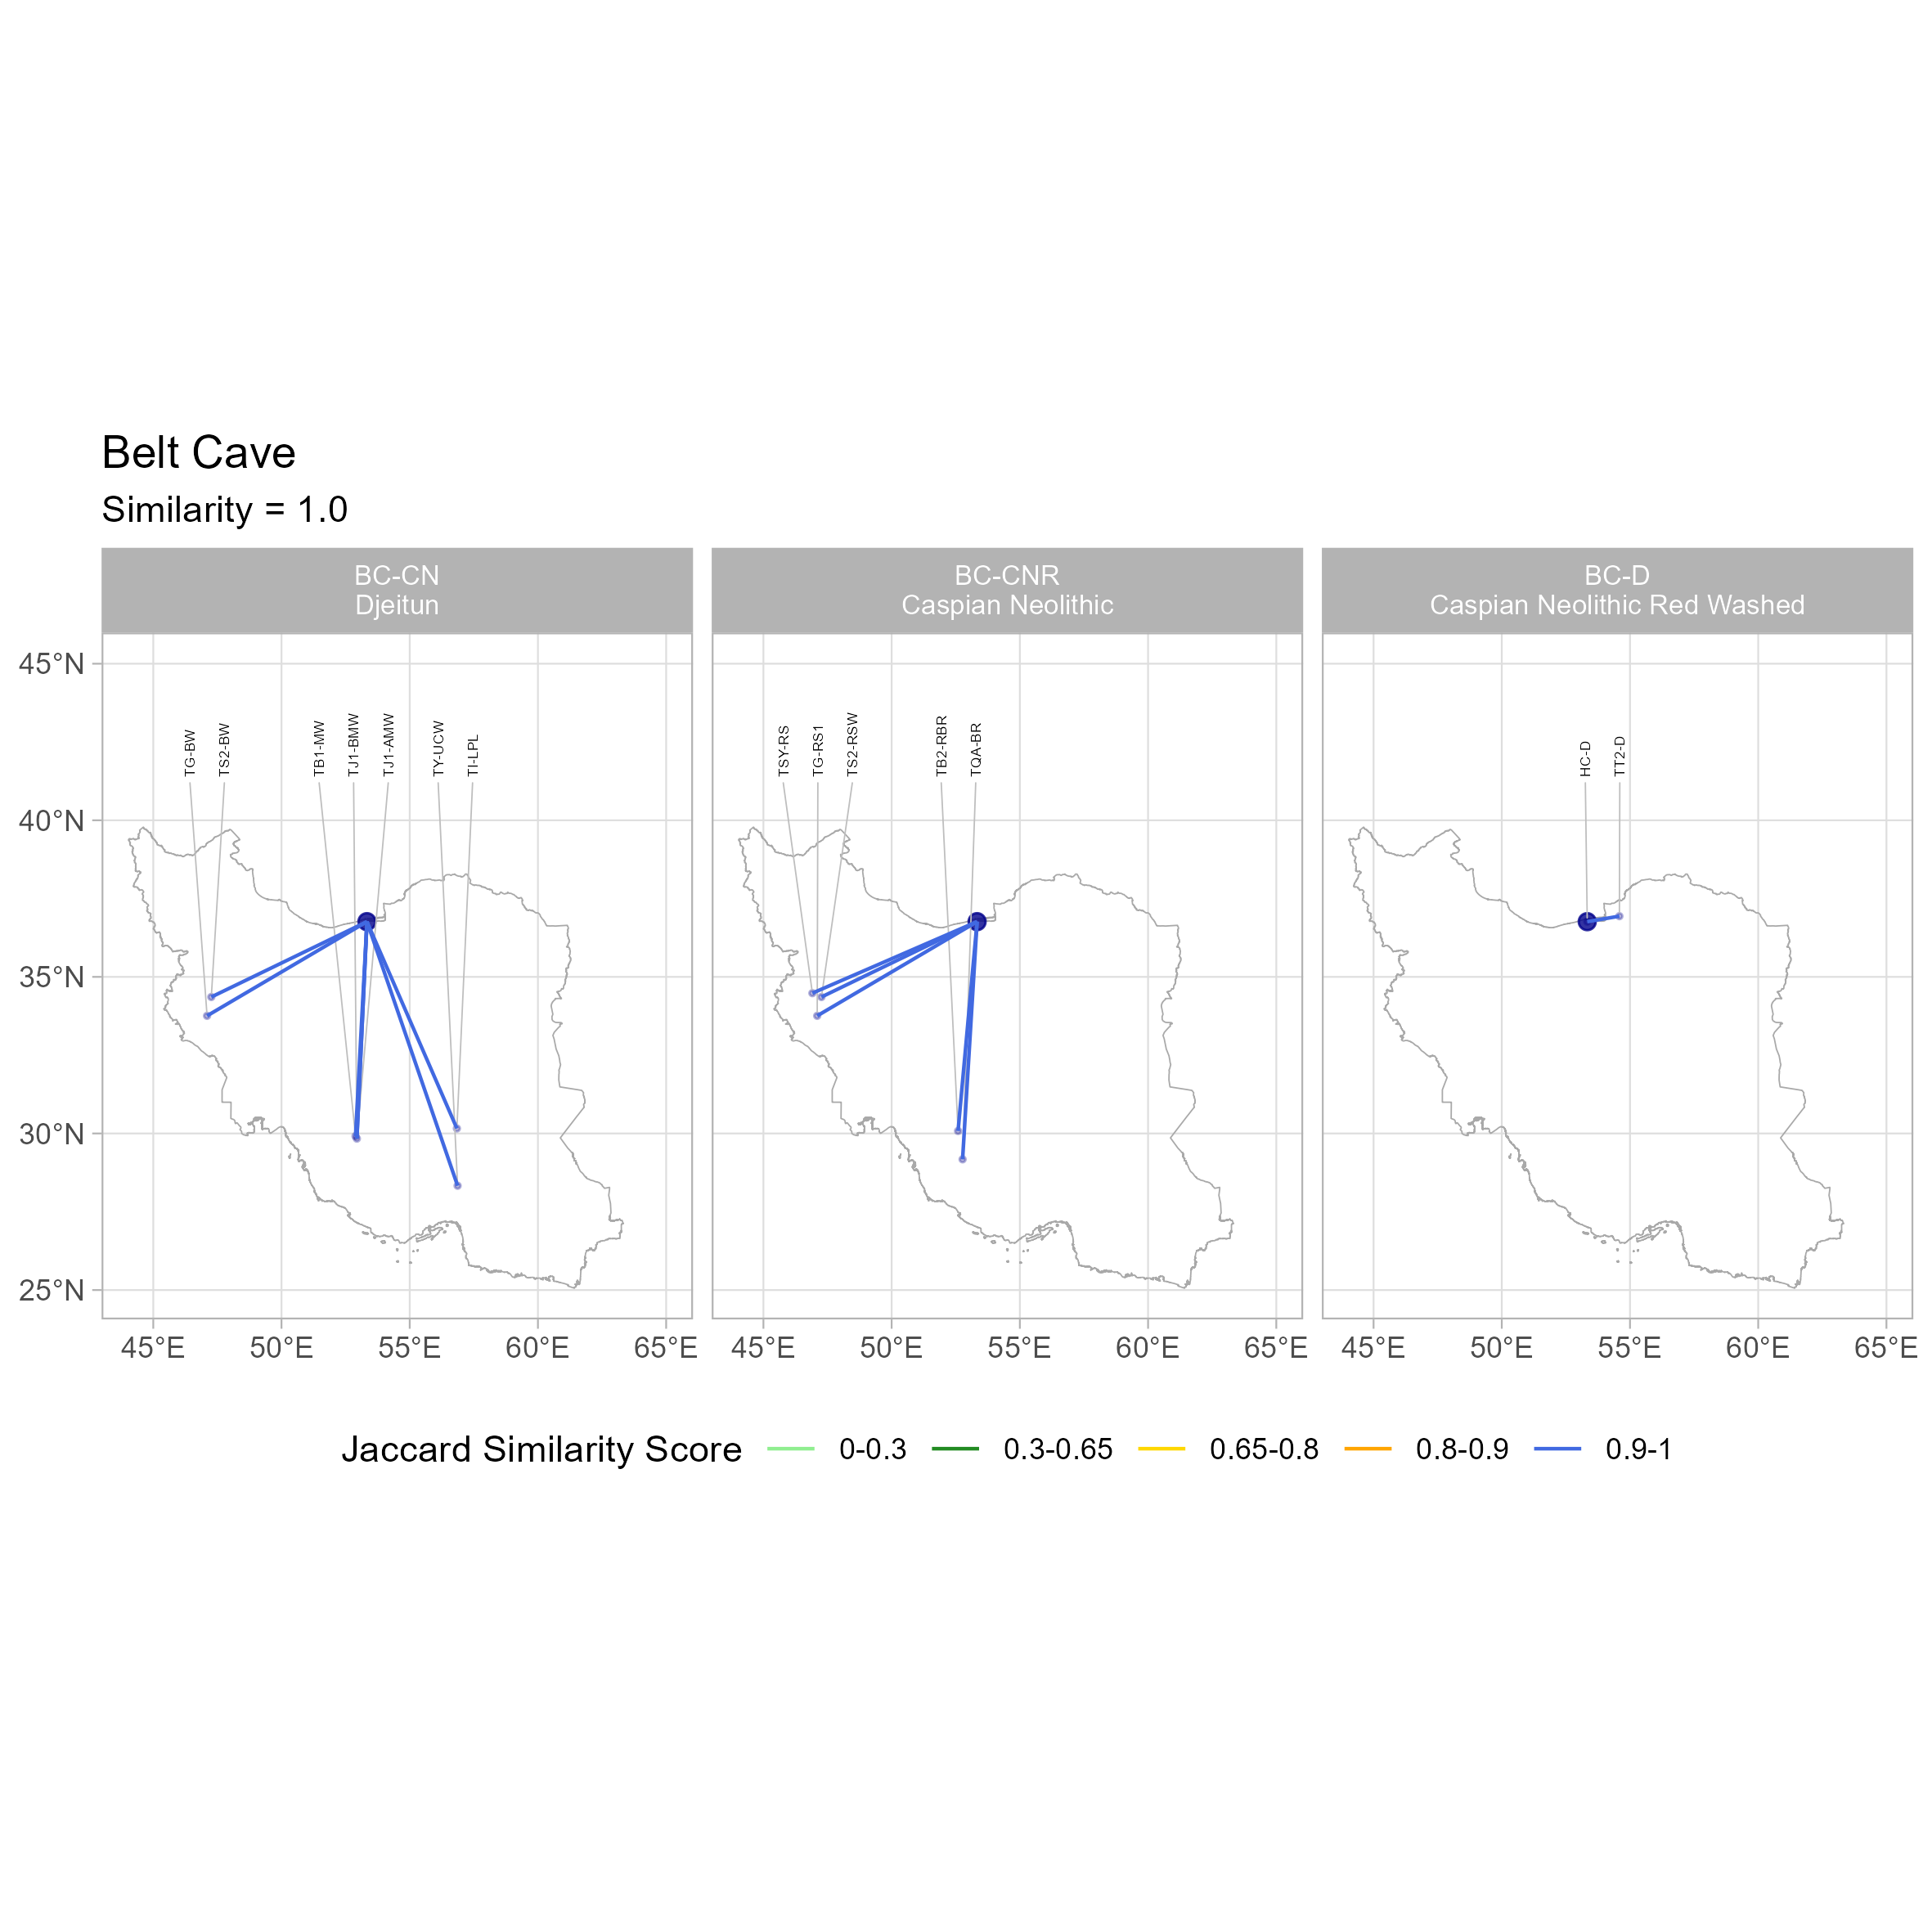 Belt Cave
Similarity = 1.0
BC-CN
Djeitun
BC-CNR
Caspian Neolithic
BC-D
Caspian Neolithic Red Washed
45°N
40°N
35°N
30°N
25°N
TG-BW
TS2-BW
TB1-MW
TJ1-BMW
TJ1-AMW
TY-UCW
TI-LPL
TSY-RS
TG-RS1
TS2-RSW
TB2-RBR
TQA-BR
HC-D
TT2-D
45°E 50°E 55°E 60°E 65°E
45°E 50°E 55°E 60°E 65°E
45°E 50°E 55°E 60°E 65°E
Jaccard Similarity Score 0-0.3 0.3-0.65 0.65-0.8 0.8-0.9 0.9-1